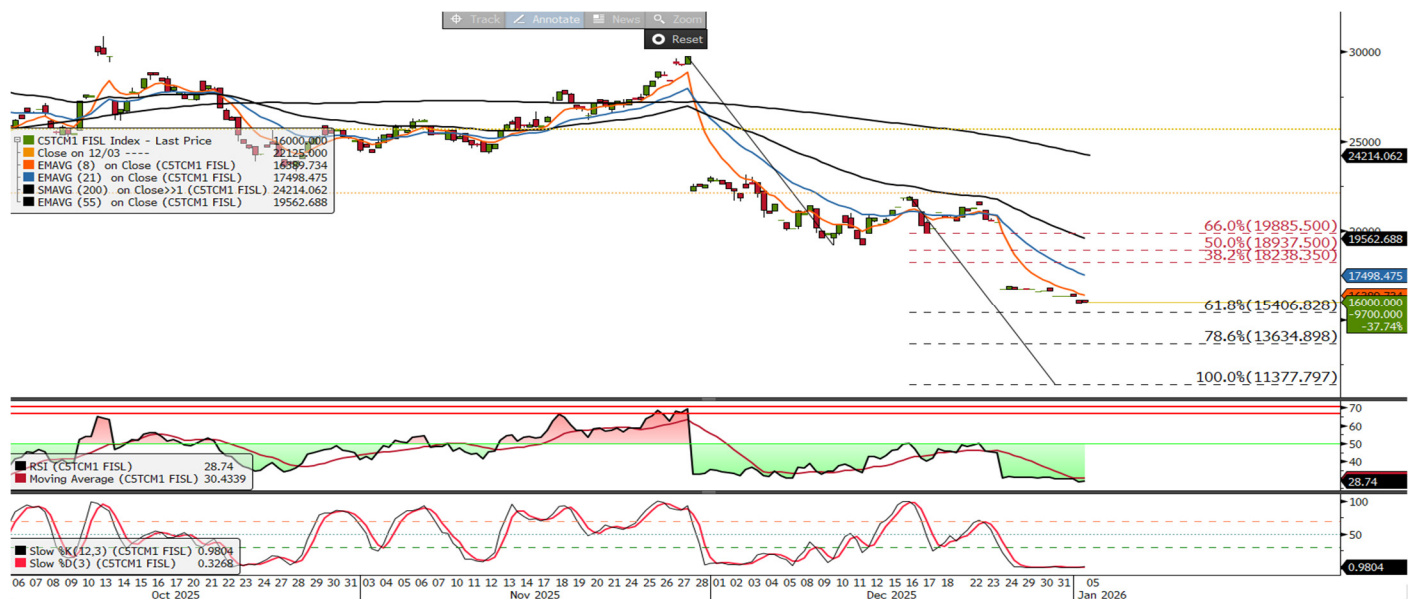 Track Annotate News Zoom
Reset
30000
C5TCM1 FISL Index - Last Price 16000.000
Close on 12/03 ---- 22125.000
EMAVG (8) on Close (C5TCM1 FISL) 16389.734
EMAVG (21) on Close (C5TCM1 FISL) 17498.475
SMAVG (200) on Close>>1 (C5TCM1 FISL) 24214.062
EMAVG (55) on Close (C5TCM1 FISL) 19562.688
25000
24214.062
66.0%(19885.500)
19562.688
50.0%(18937.500)
38.2%(18238.350)
17498.475
16000.000
-9700.000
-37.74%
61.8%(15406.828)
78.6%(13634.898)
100.0%(11377.797)
70
60
50
40
RSI (C5TCM1 FISL) 28.74
Moving Average (C5TCM1 FISL) 30.4339
28.74
100
50
Slow %K(12,3) (C5TCM1 FISL) 0.9804
Slow %D(3) (C5TCM1 FISL) 0.3268
0.9804
06 07 08 09 10 13 14 15 16 17 20 21 22 23 24 27 28 29 30 31 03 04 05 06 07 10 11 12 13 14 17 18 19 20 21 24 25 26 27 28 01 02 03 04 05 08 09 10 11 12 15 16 17 18 22 23 24 29 30 31 05
Oct 2025 Nov 2025 Dec 2025 Jan 2026